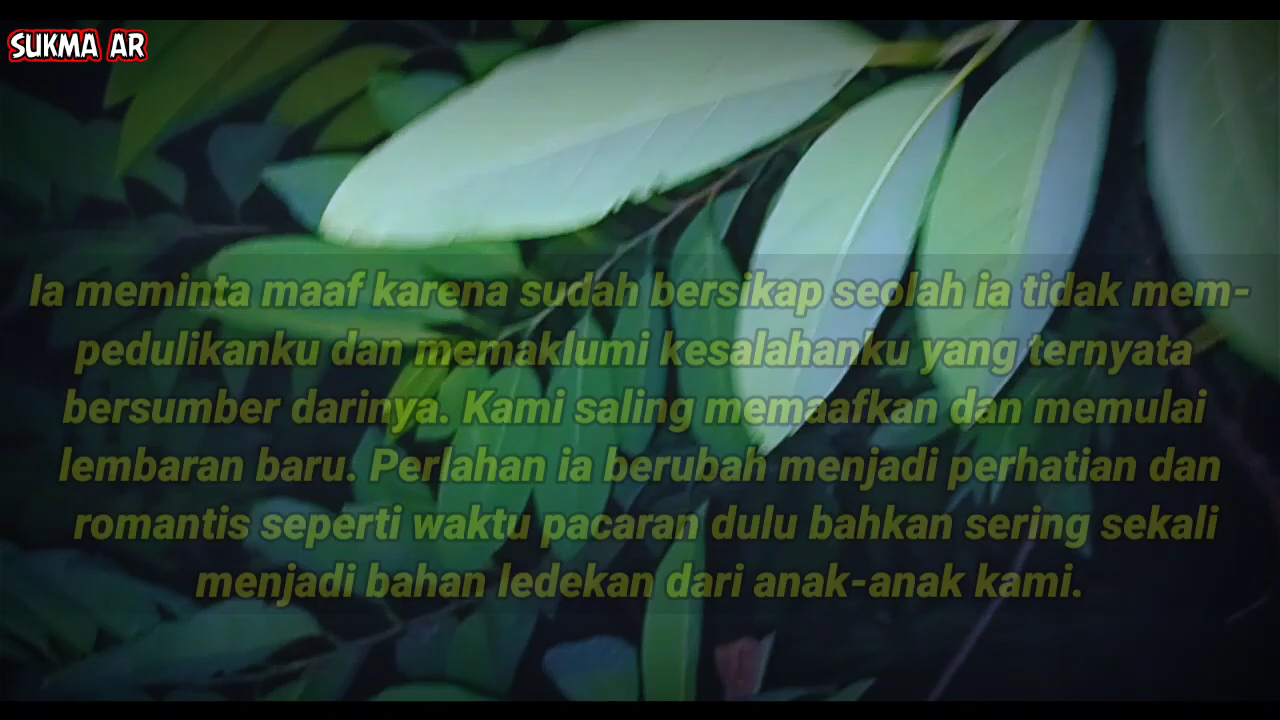 SUKMA AR
Ia meminta maaf karena sudah bersikap seolah ia tidak mem-
pedulikanku dan memaklumi kesalahanku yang ternyata
bersumber darinya. Kami saling memaafkan dan memulai
lembaran baru. Perlahan ia berubah menjadi perhatian dan
romantis seperti waktu pacaran dulu bahkan sering sekali
menjadi bahan ledekan dari anak-anak kami.